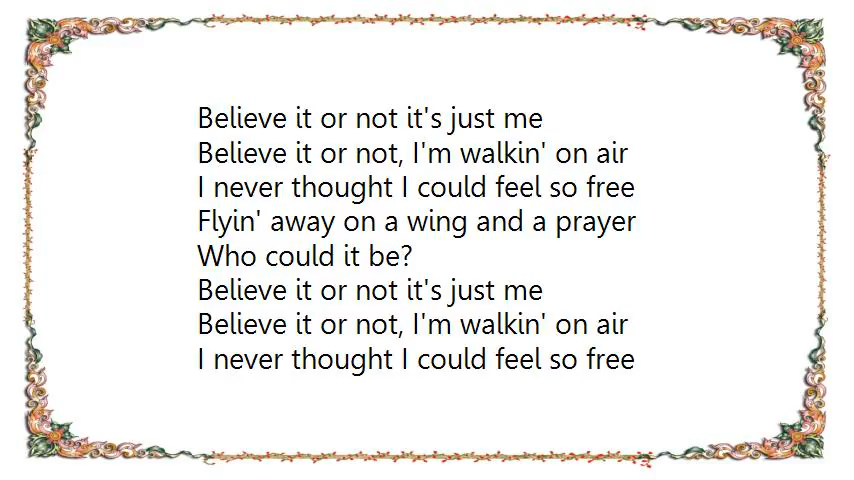 Believe it or not it's just me
Believe it or not, I'm walkin' on air
I never thought I could feel so free
Flyin' away on a wing and a prayer
Who could it be?
Believe it or not it's just me
Believe it or not, I'm walkin' on air
I never thought I could feel so free